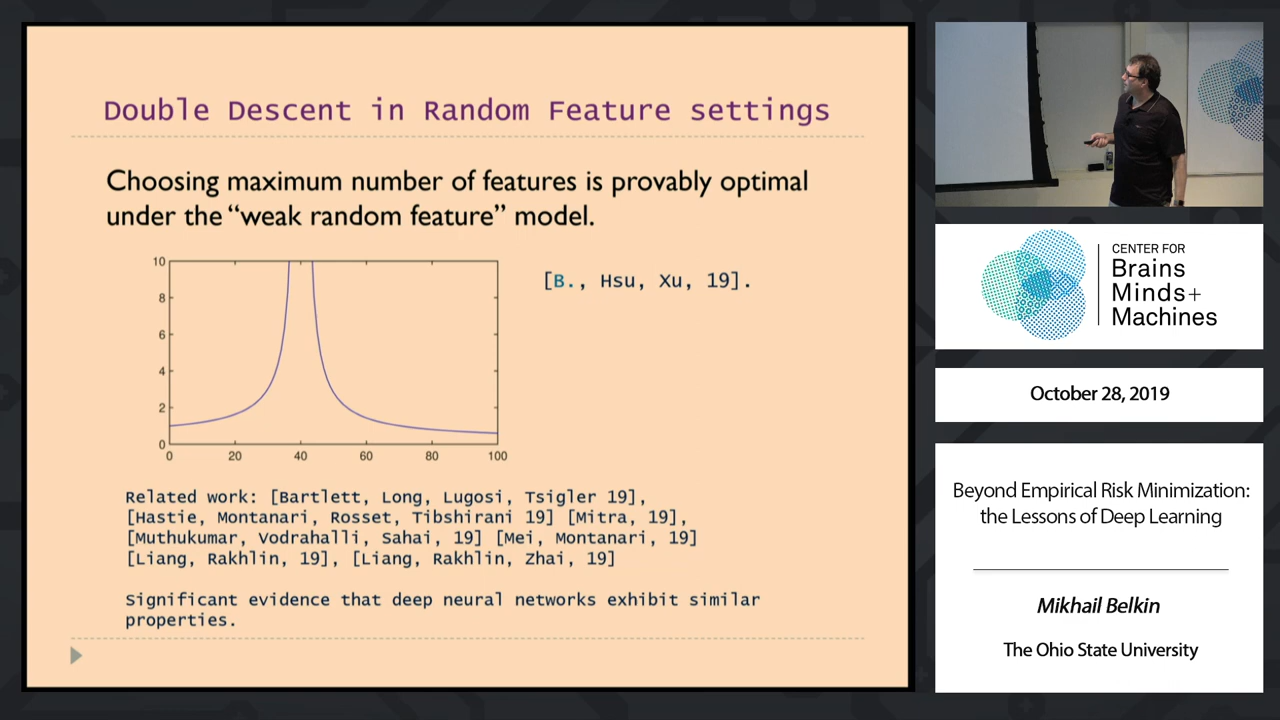 Double Descent in Random Feature settings
Choosing maximum number of features is provably optimal
under the “weak random feature” model.
[B., Hsu, Xu, 19].
10
8
6
4
2
0
0 20 40 60 80 100
Related work: [Bartlett, Long, Lugosi, Tsigler 19],
[Hastie, Montanari, Rosset, Tibshirani 19] [Mitra, 19],
[Muthukumar, Vodrahalli, Sahai, 19] [Mei, Montanari, 19]
[Liang, Rakhlin, 19], [Liang, Rakhlin, Zhai, 19]
Significant evidence that deep neural networks exhibit similar
properties.
CENTER FOR
Brains
Minds+
Machines
October 28, 2019
Beyond Empirical Risk Minimization:
the Lessons of Deep Learning
Mikhail Belkin
The Ohio State University